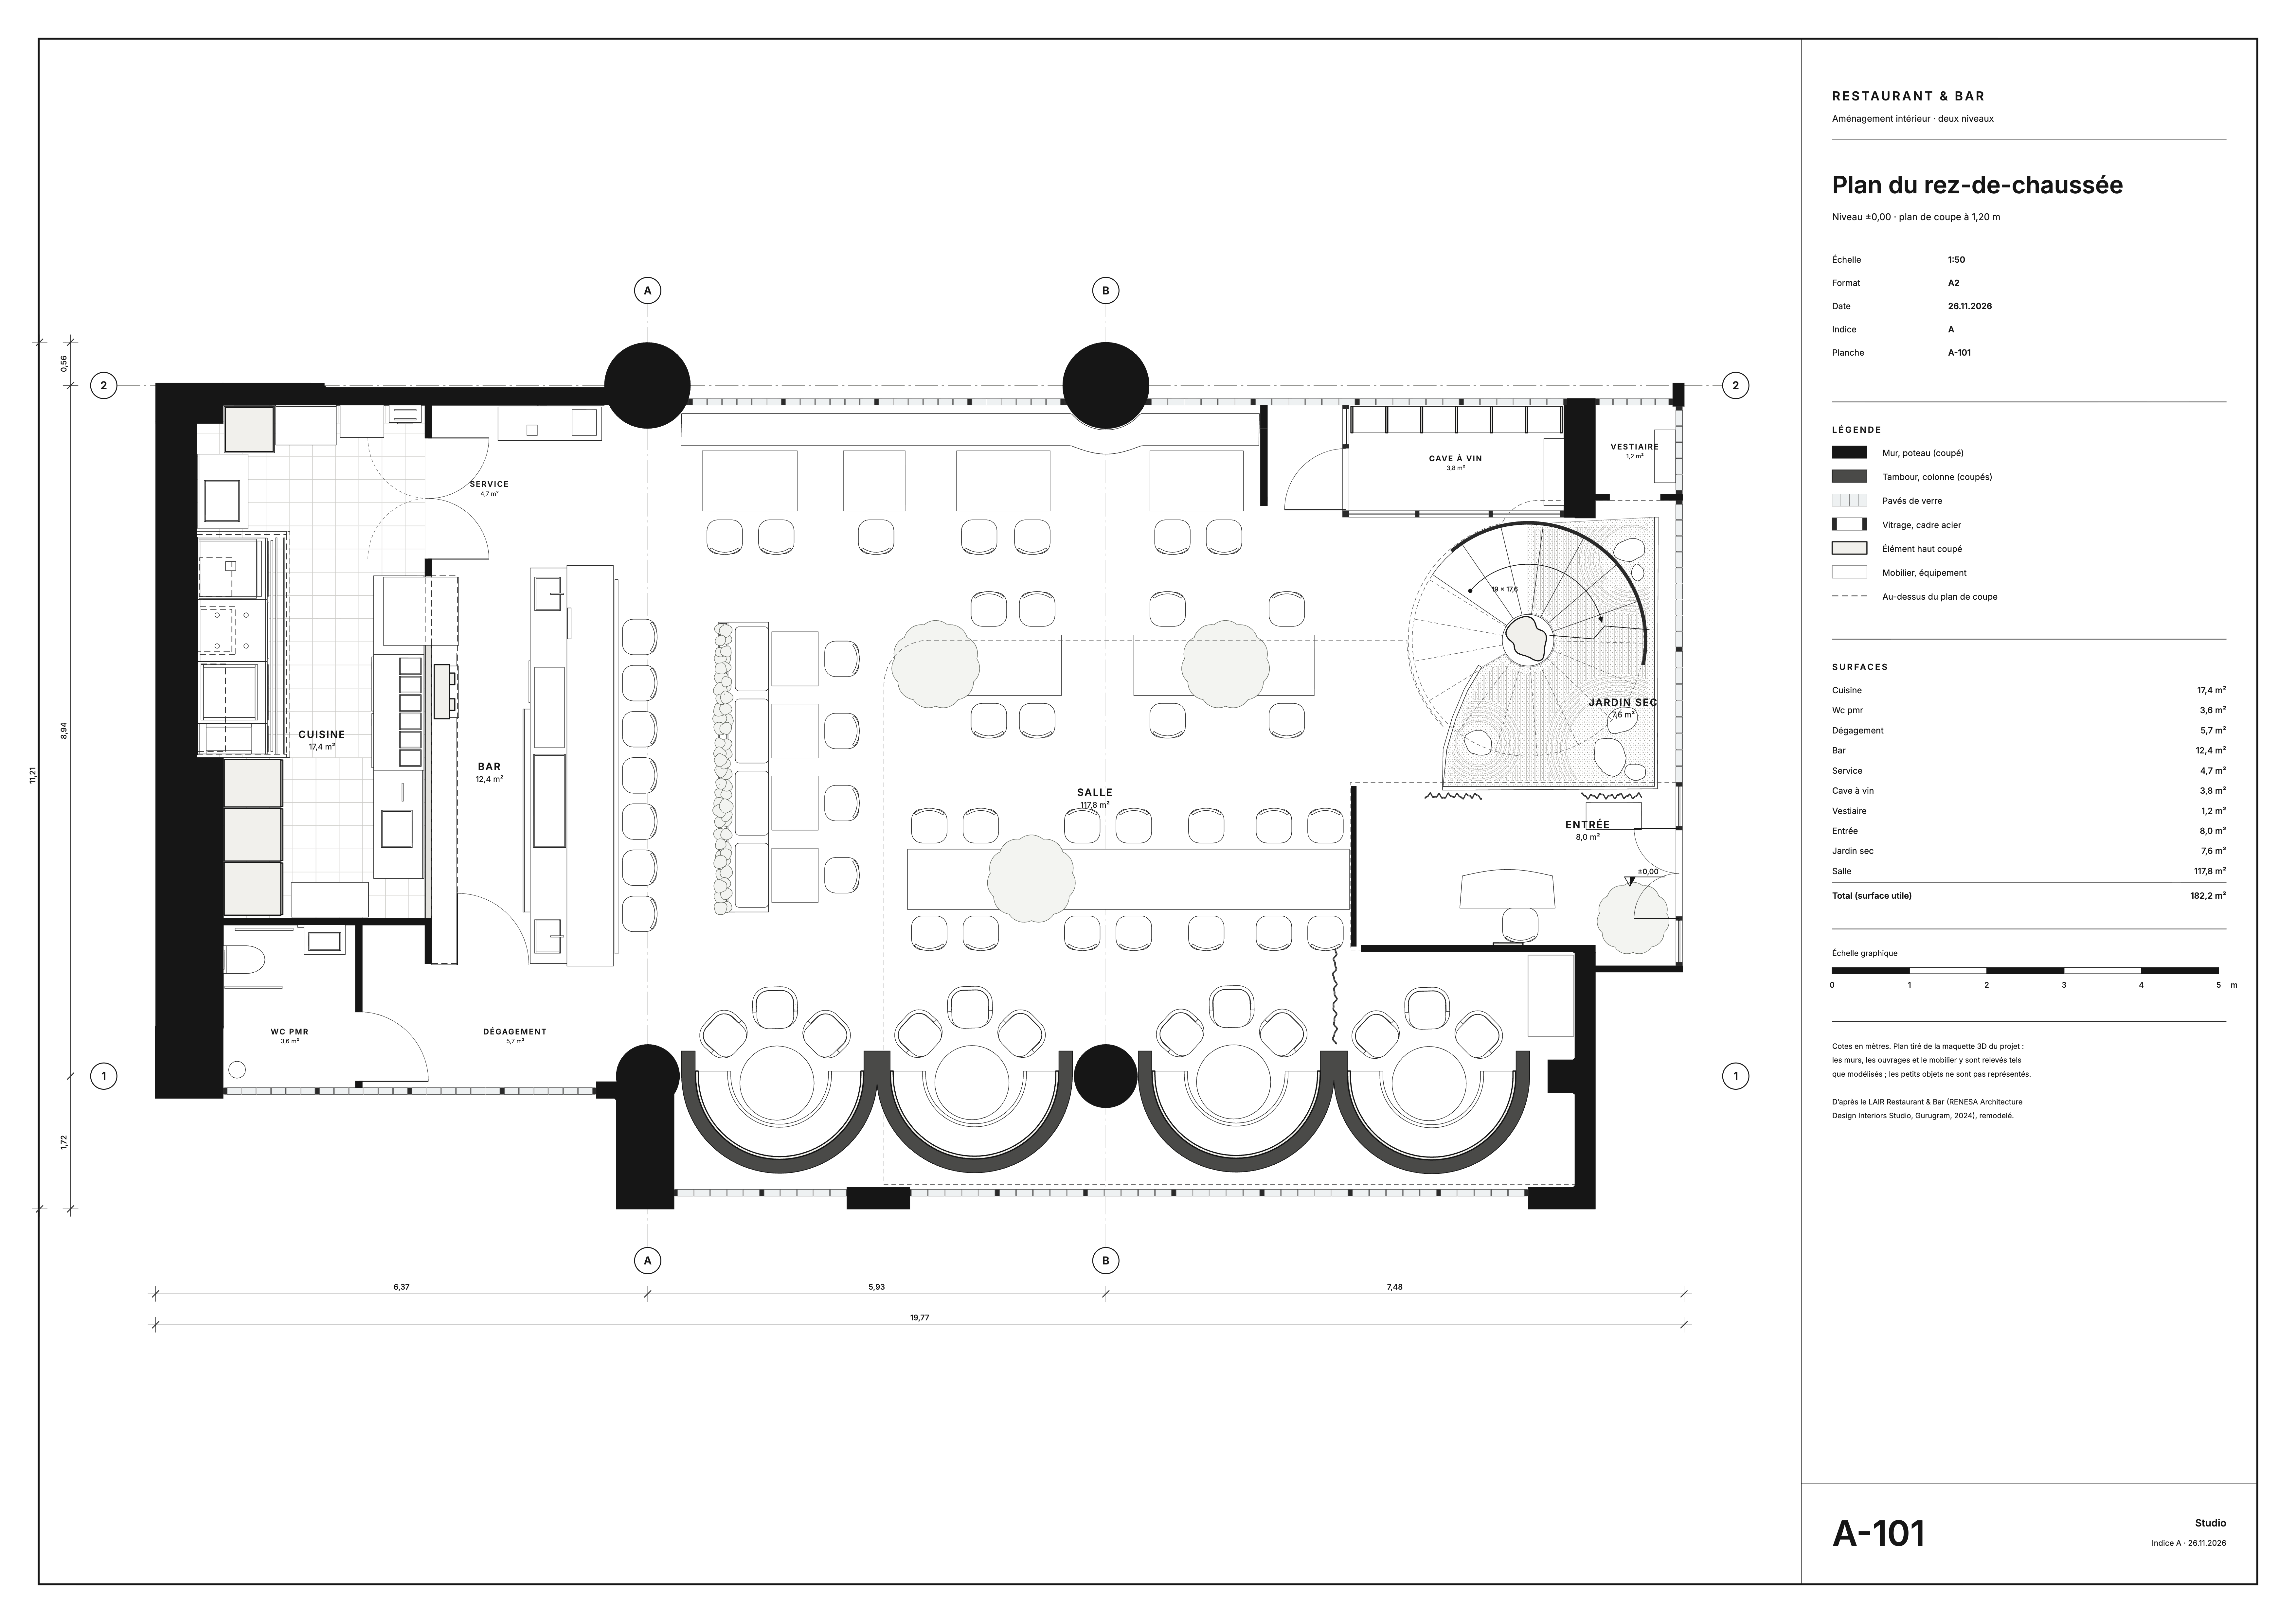 RESTAURANT & BAR
Aménagement intérieur · deux niveaux
Plan du rez-de-chaussée
Niveau ±0,00 · plan de coupe à 1,20 m
Échelle 1:50
Format A2
Date 26.11.2026
Indice A
Planche A-101
LÉGENDE
Mur, poteau (coupé)
Tambour, colonne (coupés)
Pavés de verre
Vitrage, cadre acier
Élément haut coupé
Mobilier, équipement
Au-dessus du plan de coupe
SURFACES
Cuisine 17,4 m²
Wc pmr 3,6 m²
Dégagement 5,7 m²
Bar 12,4 m²
Service 4,7 m²
Cave à vin 3,8 m²
Vestiaire 1,2 m²
Entrée 8,0 m²
Jardin sec 7,6 m²
Salle 117,8 m²
Total (surface utile) 182,2 m²
Échelle graphique
0 1 2 3 4 5 m
Cotes en mètres. Plan tiré de la maquette 3D du projet :
les murs, les ouvrages et le mobilier y sont relevés tels
que modélisés ; les petits objets ne sont pas représentés.
D'après le LAIR Restaurant & Bar (RENESA Architecture
Design Interiors Studio, Gurugram, 2024), remodelé.
A-101
Studio
Indice A · 26.11.2026
A B
2 2
0,56
8,94
11,21
1,72
1 1
SERVICE
4,7 m²
CAVE À VIN
3,8 m²
VESTIAIRE
1,2 m²
19 × 17,6
JARDIN SEC
7,6 m²
CUISINE
17,4 m²
BAR
12,4 m²
SALLE
117,8 m²
ENTRÉE
8,0 m²
±0,00
WC PMR
3,6 m²
DÉGAGEMENT
5,7 m²
A B
6,37 5,93 7,48
19,77